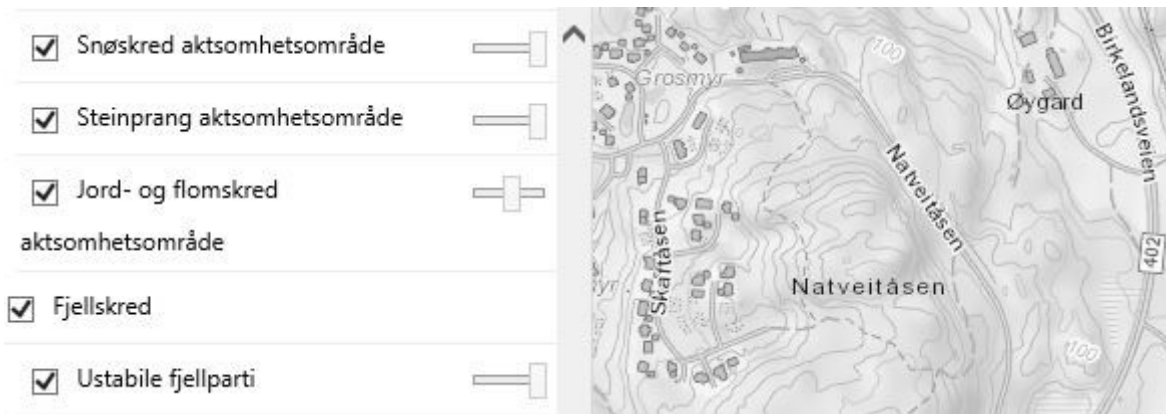 Snøskred aktsomhetsområde
Steinprang aktsomhetsområde
Jord- og flomskred
aktsomhetsområde
Fjellskred
Ustabile fjellparti
Grosmyr
100
Øygard
Birkelandsveien
Natveitåsen
402
Skaftåsen
Natveitåsen
100